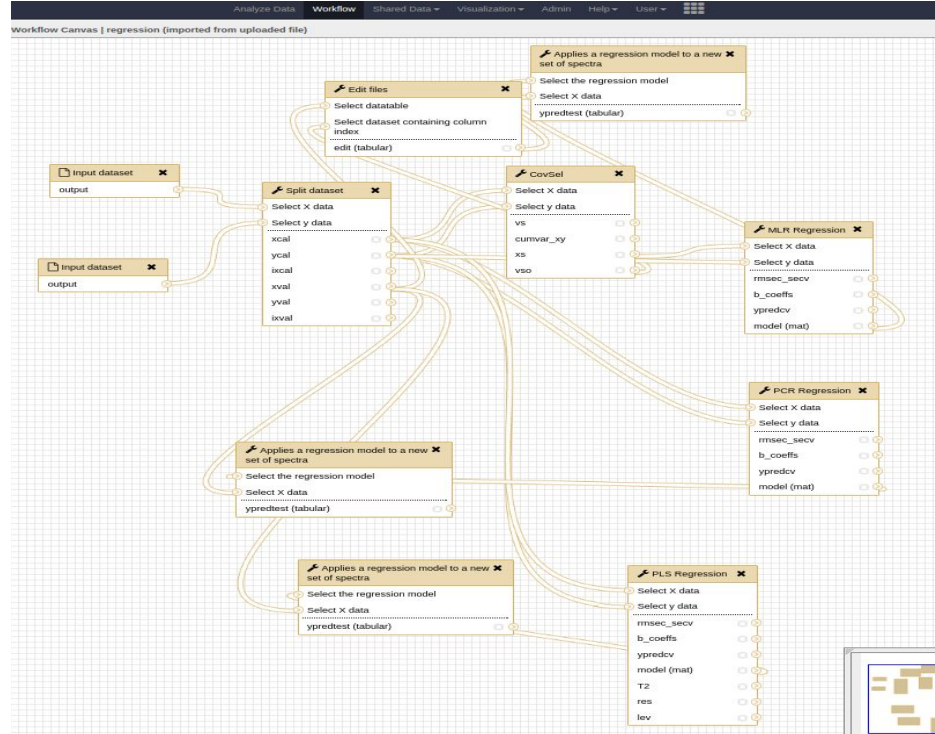 Analyze Data Workflow Shared Data Visualization Admin Help User
Workflow Canvas | regression (imported from uploaded file)
Applies a regression model to a new
set of spectra
Select the regression model
Select X data
ypredtest (tabular)
Edit files
Select datatable
Select dataset containing column
index
edit (tabular)
Input dataset
output
Input dataset
output
Split dataset
Select X data
Select y data
xcal
ycal
ixcal
xval
yval
ixval
CovSel
Select X data
Select y data
vs
cumvar_xy
xs
vso
MLR Regression
Select X data
Select y data
rmsec_secv
b_coeffs
ypredcv
model (mat)
PCR Regression
Select X data
Select y data
rmsec_secv
b_coeffs
ypredcv
model (mat)
Applies a regression model to a new
set of spectra
Select the regression model
Select X data
ypredtest (tabular)
Applies a regression model to a new
set of spectra
Select the regression model
Select X data
ypredtest (tabular)
PLS Regression
Select X data
Select y data
rmsec_secv
b_coeffs
ypredcv
model (mat)
T2
res
lev